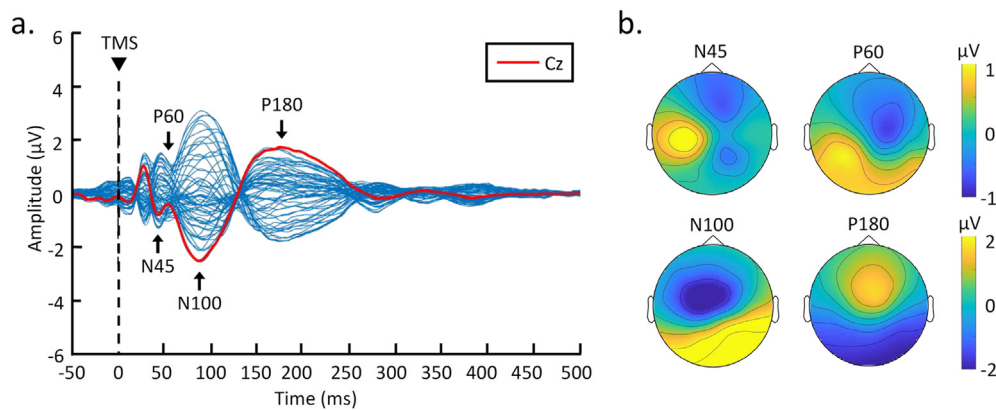 a.
TMS
Cz
P60
P180
N45
N100
Amplitude (µV)
6
4
2
0
-2
-4
-6
-50 0 50 100 150 200 250 300 350 400 450 500
Time (ms)
b.
N45 P60
µV
1
0
-1
N100 P180
µV
2
0
-2